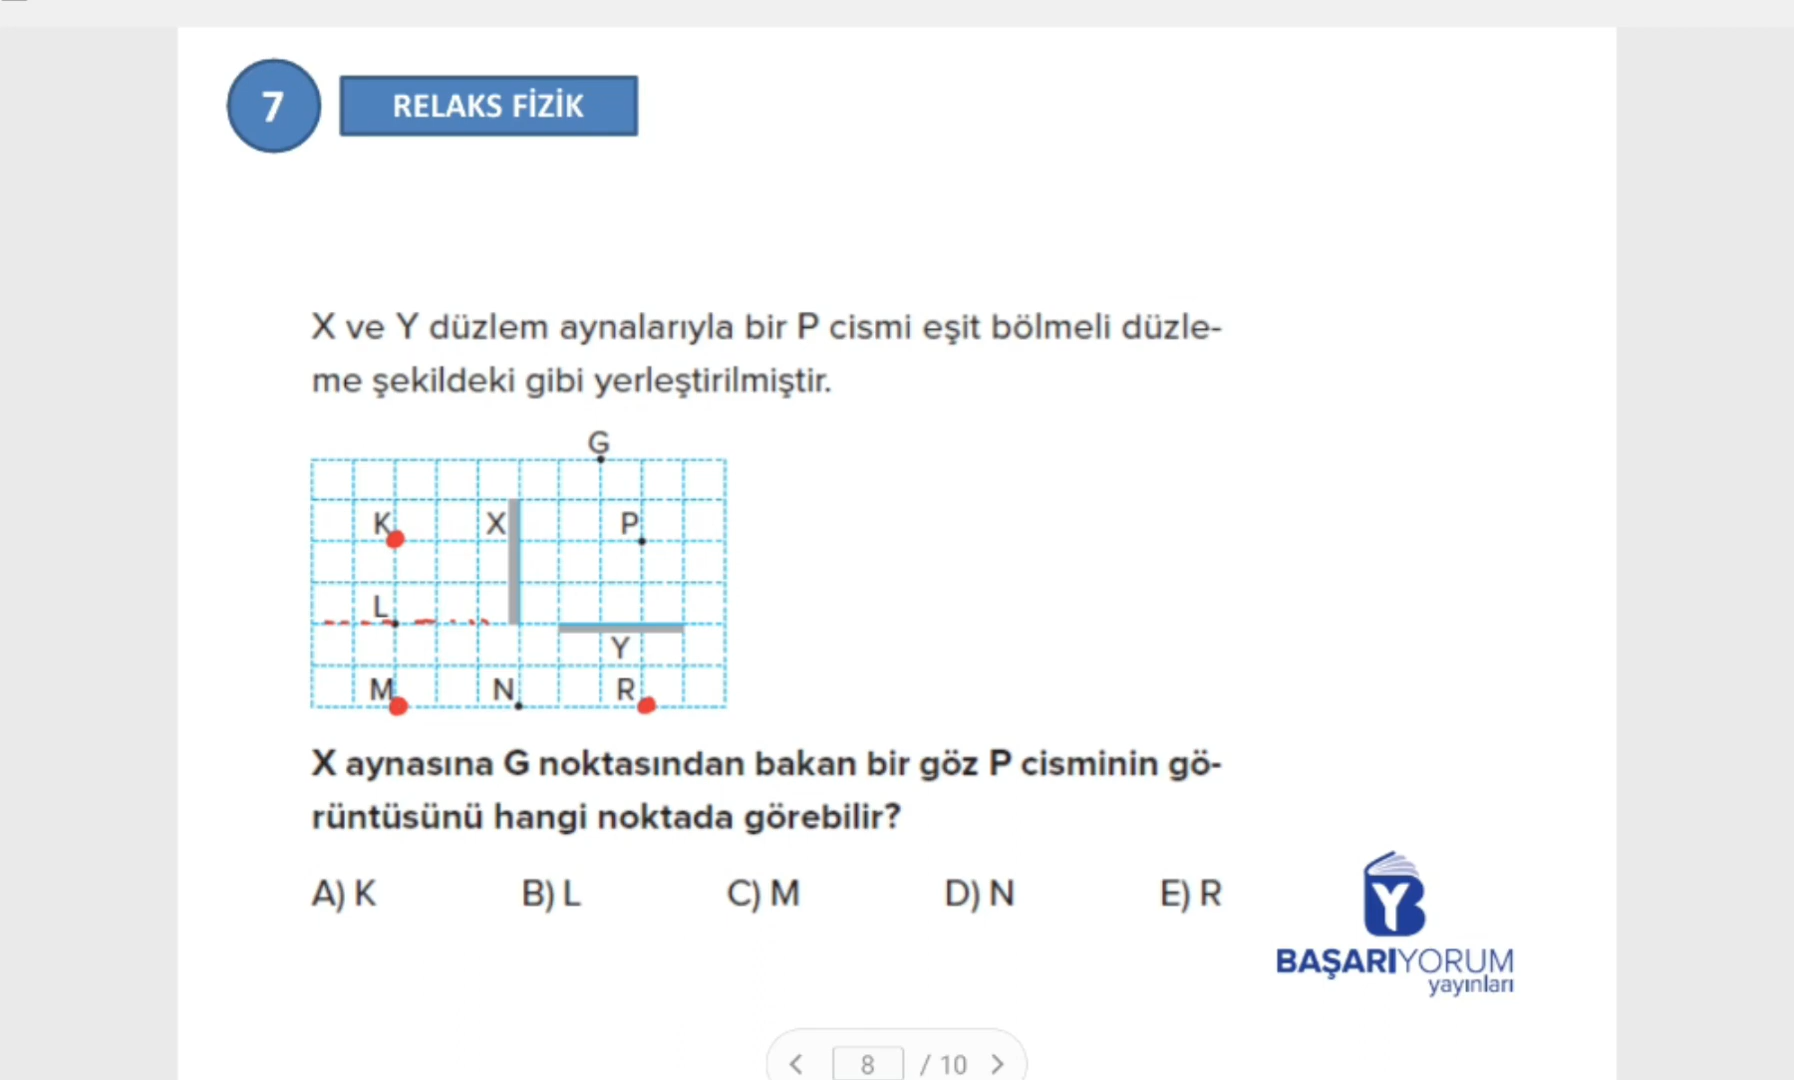 7
RELAKS FİZİK
X ve Y düzlem aynalarıyla bir P cismi eşit bölmeli düzle-
me şekildeki gibi yerleştirilmiştir.
G
K X P
L
Y
M N R
X aynasına G noktasından bakan bir göz P cisminin gö-
rüntüsünü hangi noktada görebilir?
A) K B) L C) M D) N E) R
BAŞARIYORUM
yayınları
8 / 10